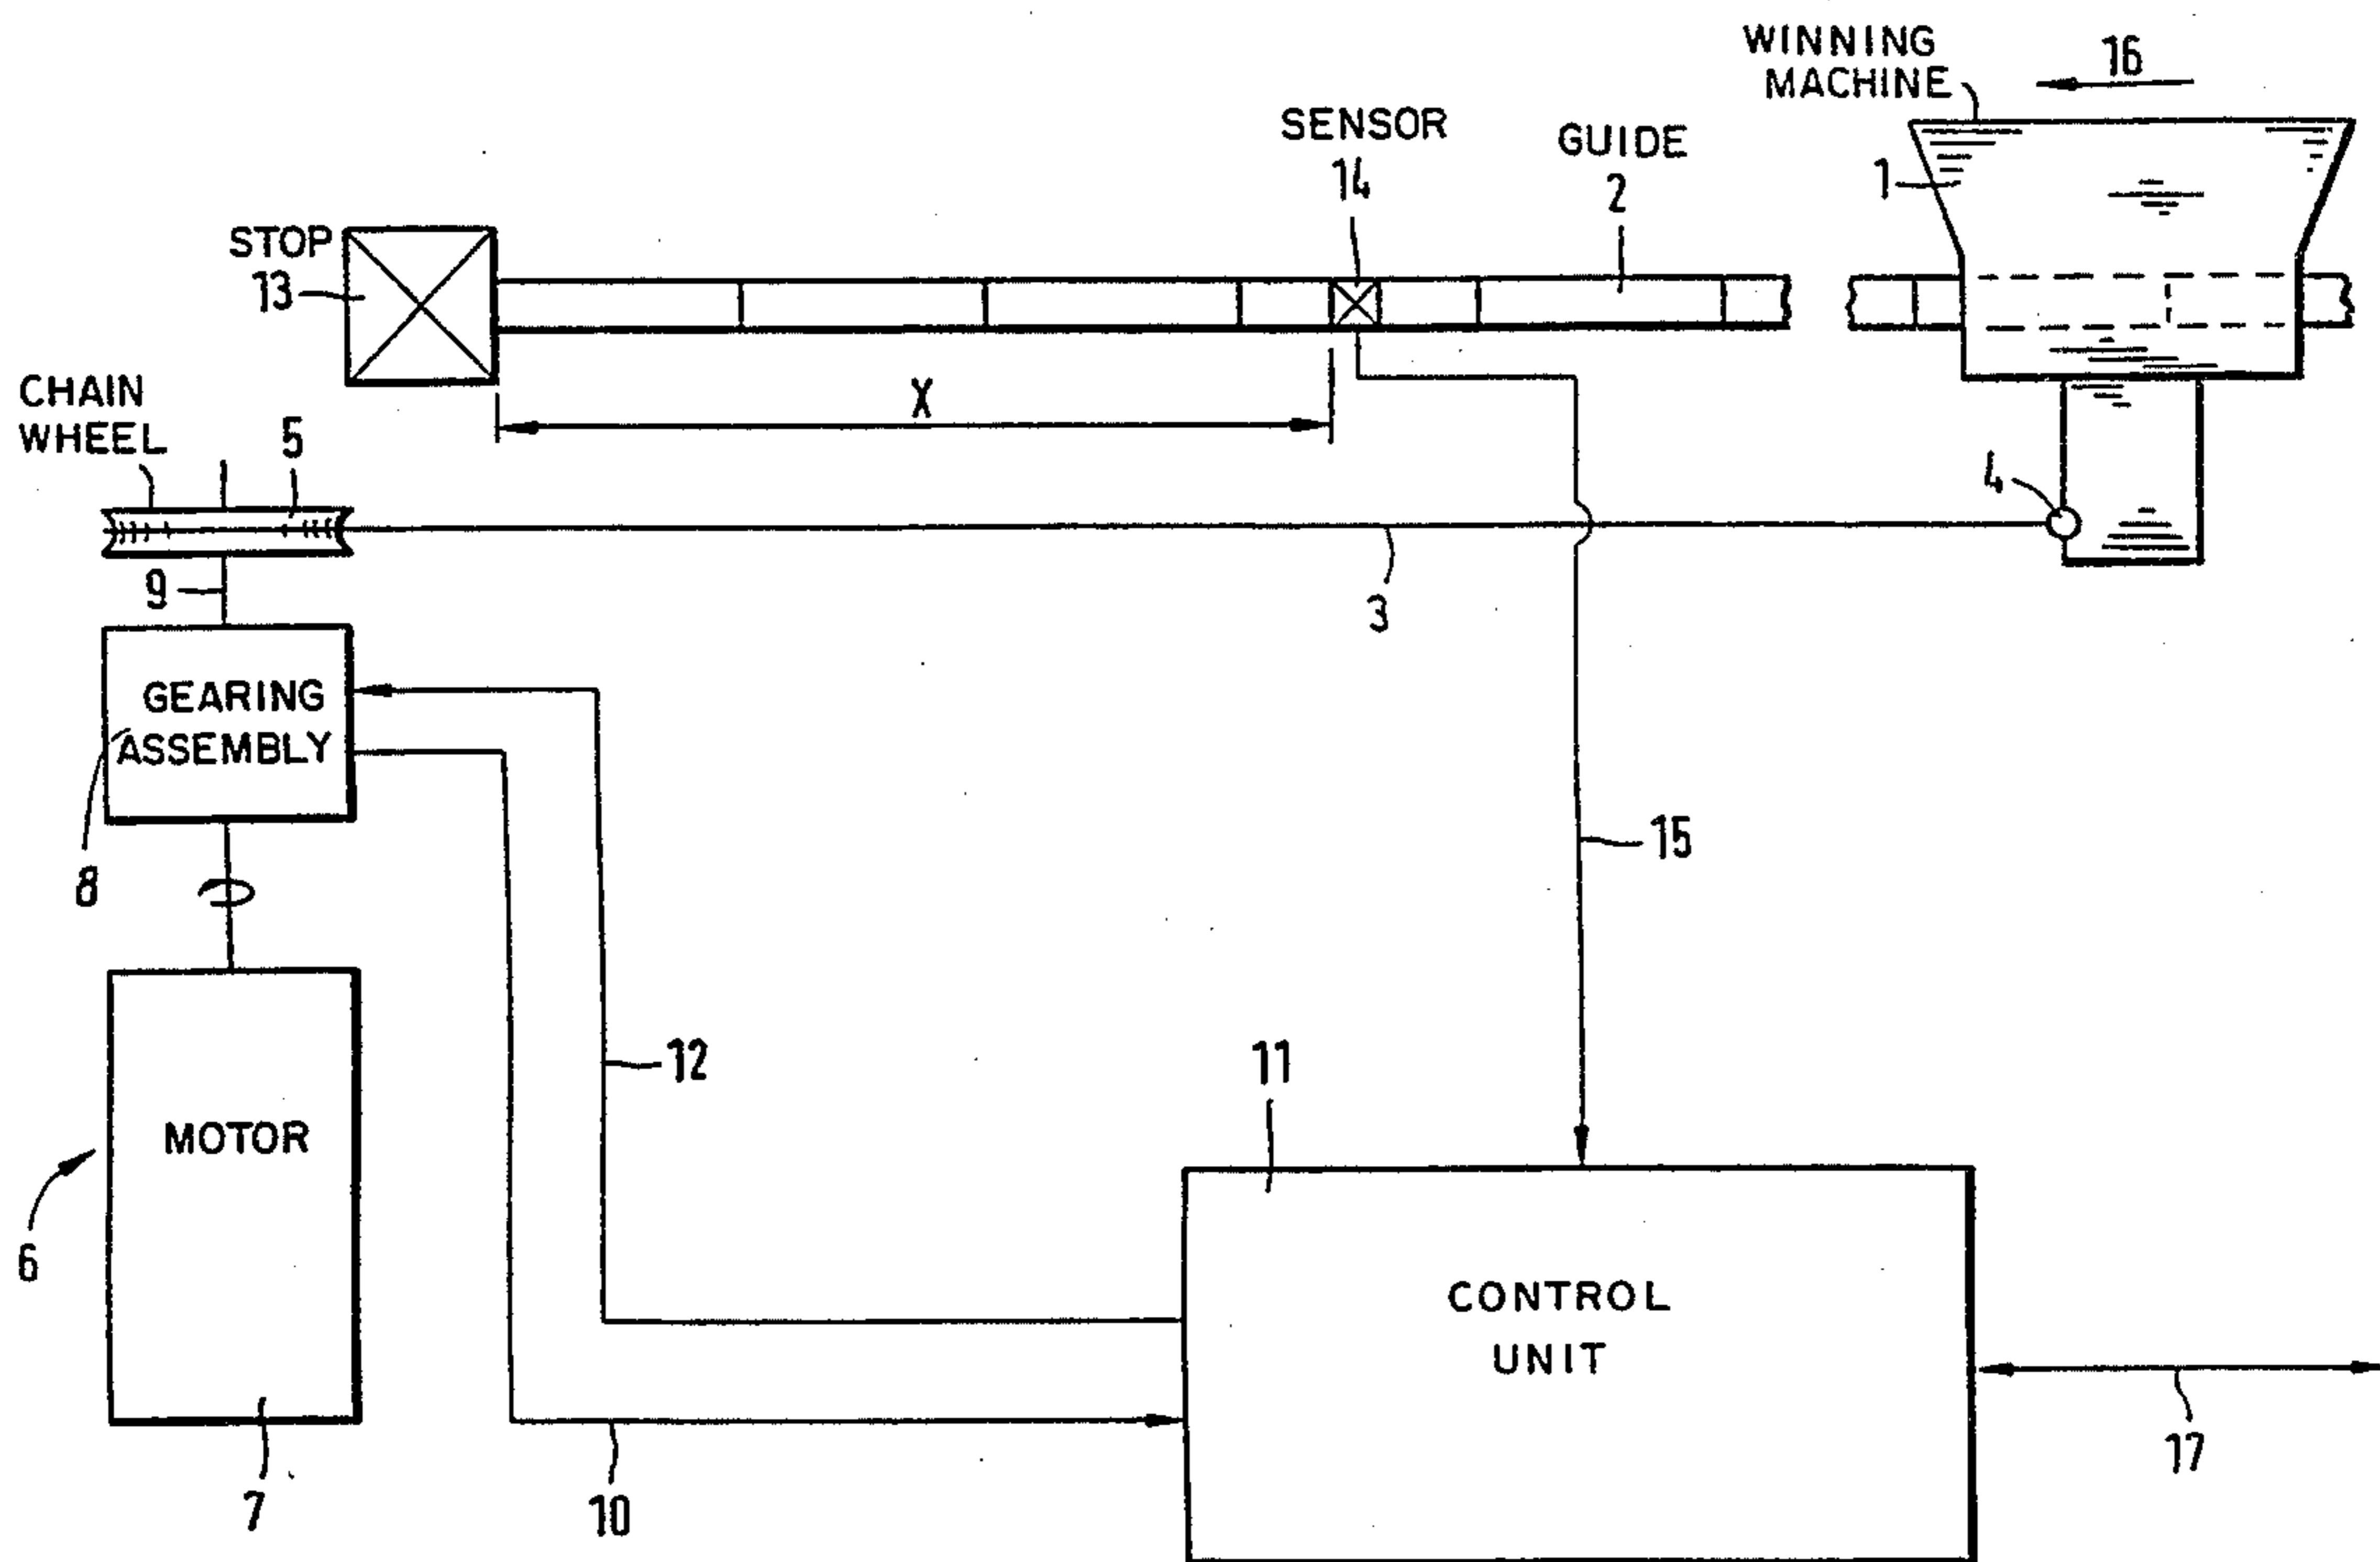 WINNING
MACHINE
16
SENSOR
14
GUIDE
2
1
STOP
13
X
CHAIN
WHEEL
5
4
9
3
GEARING
ASSEMBLY
8
15
12
11
MOTOR
6
CONTROL
UNIT
17
7
10